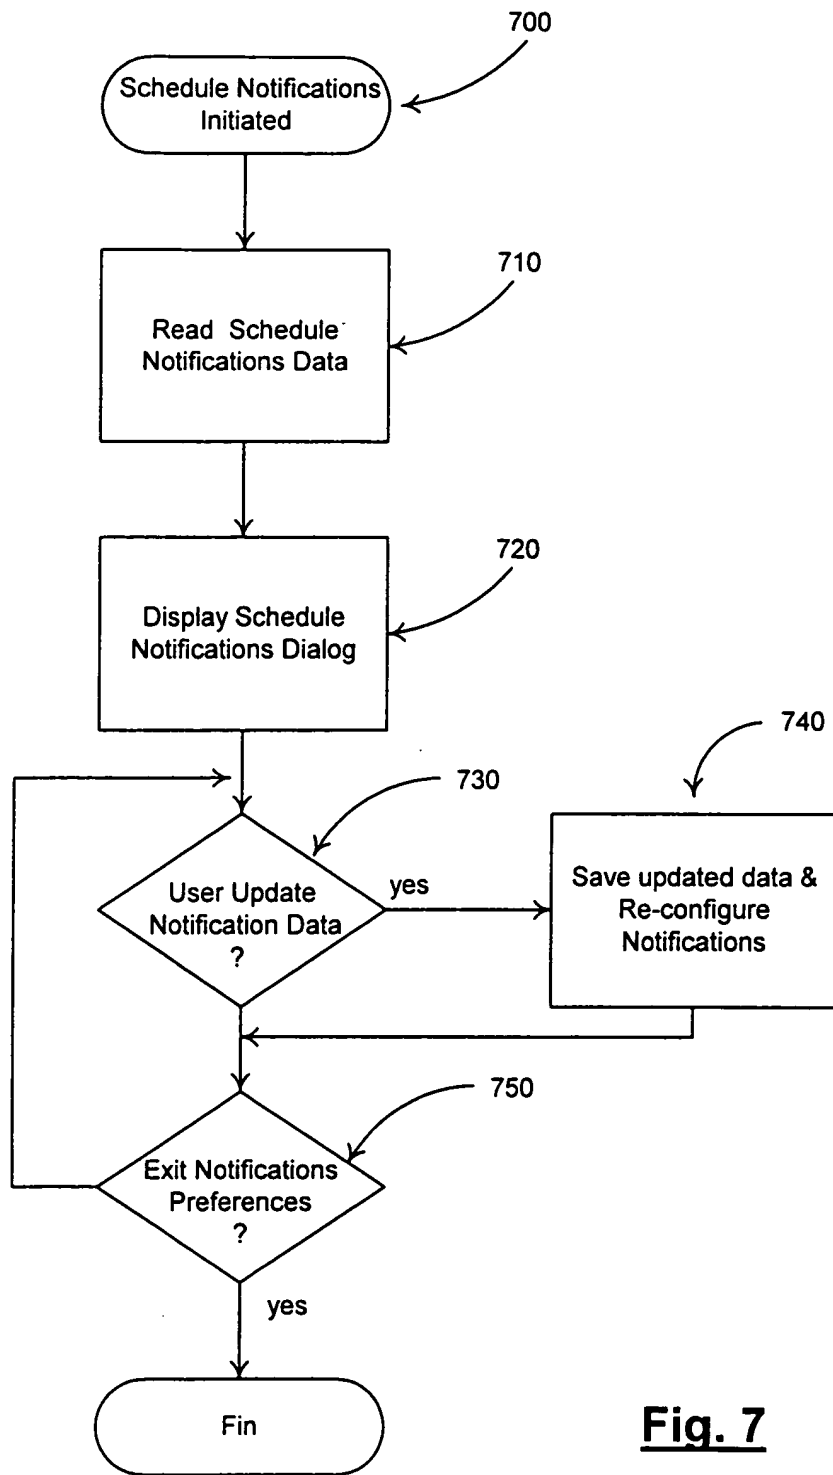 700
Schedule Notifications
Initiated
710
Read Schedule
Notifications Data
720
Display Schedule
Notifications Dialog
740
730
User Update
Notification Data
?
yes
Save updated data &
Re-configure
Notifications
750
Exit Notifications
Preferences
?
yes
Fin
Fig. 7